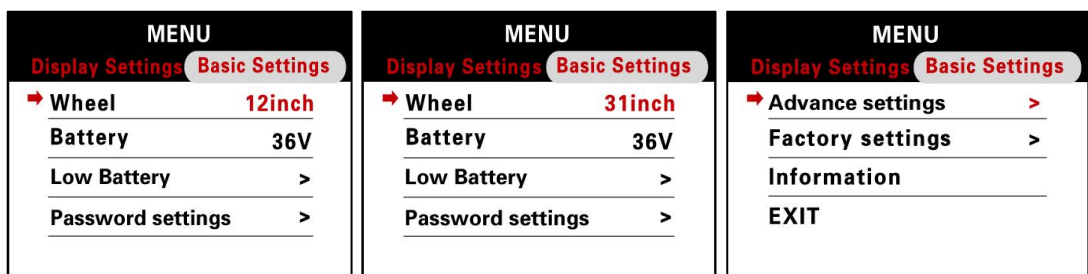 MENU
Display Settings Basic Settings
Wheel 12inch
Battery 36V
Low Battery >
Password settings >
MENU
Display Settings Basic Settings
Wheel 31inch
Battery 36V
Low Battery >
Password settings >
MENU
Display Settings Basic Settings
Advance settings >
Factory settings >
Information
EXIT